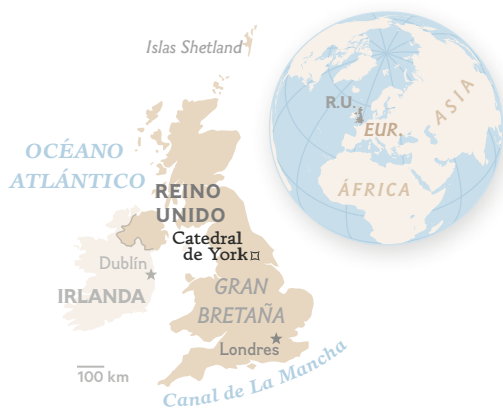 Islas Shetland
OCÉANO
ATLÁNTICO
REINO
UNIDO
Catedral
de York
Dublín
IRLANDA
GRAN
BRETAÑA
Londres
100 km
Canal de La Mancha
R.U.
EUR.
ASIA
ÁFRICA